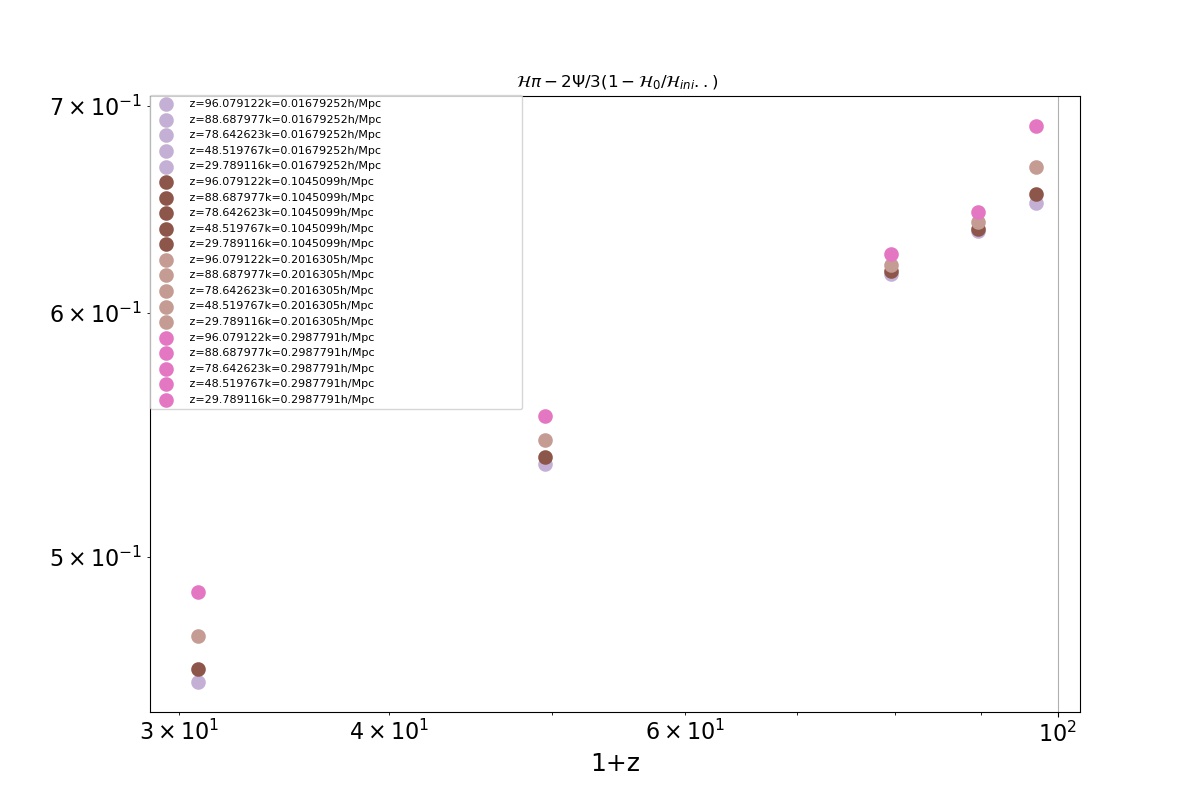 ℋπ − 2Ψ/3(1 − ℋ₀/ℋᵢₙᵢ..)
7 × 10⁻¹
6 × 10⁻¹
5 × 10⁻¹
z=96.079122k=0.01679252h/Mpc
z=88.687977k=0.01679252h/Mpc
z=78.642623k=0.01679252h/Mpc
z=48.519767k=0.01679252h/Mpc
z=29.789116k=0.01679252h/Mpc
z=96.079122k=0.1045099h/Mpc
z=88.687977k=0.1045099h/Mpc
z=78.642623k=0.1045099h/Mpc
z=48.519767k=0.1045099h/Mpc
z=29.789116k=0.1045099h/Mpc
z=96.079122k=0.2016305h/Mpc
z=88.687977k=0.2016305h/Mpc
z=78.642623k=0.2016305h/Mpc
z=48.519767k=0.2016305h/Mpc
z=29.789116k=0.2016305h/Mpc
z=96.079122k=0.2987791h/Mpc
z=88.687977k=0.2987791h/Mpc
z=78.642623k=0.2987791h/Mpc
z=48.519767k=0.2987791h/Mpc
z=29.789116k=0.2987791h/Mpc
3 × 10¹ 4 × 10¹ 6 × 10¹ 10²
1+z